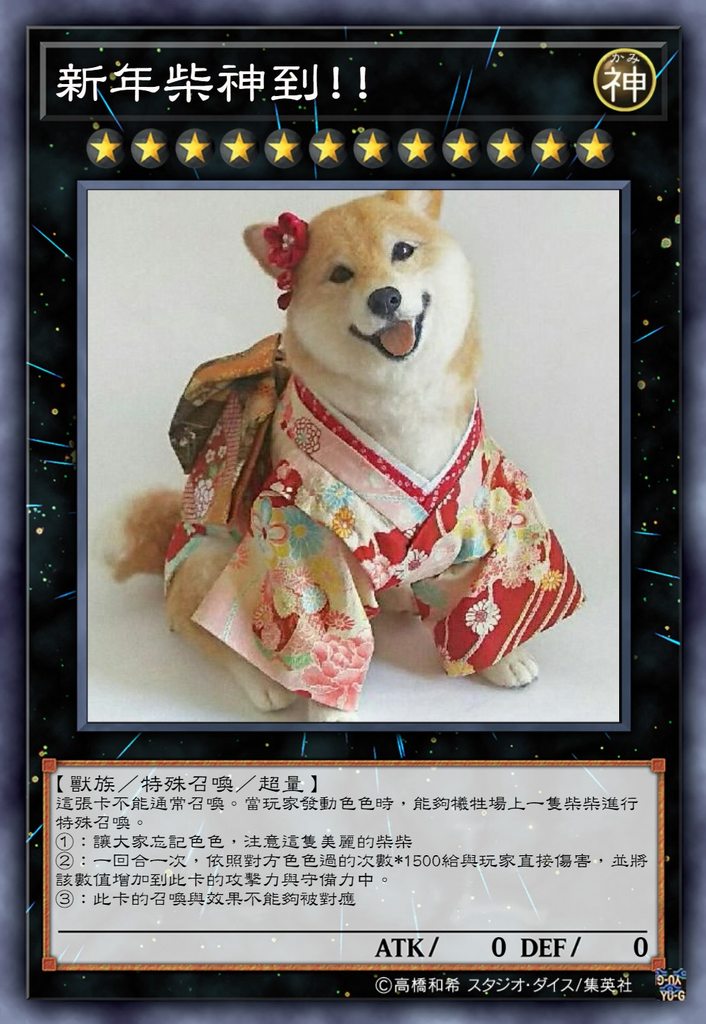 新年柴神到!!
かみ
神
【獸族／特殊召喚／超量】
這張卡不能通常召喚。當玩家發動色色時，能夠犧牲場上一隻柴柴進行
特殊召喚。
①：讓大家忘記色色，注意這隻美麗的柴柴
②：一回合一次，依照對方色色過的次數*1500給與玩家直接傷害，並將
該數值增加到此卡的攻擊力與守備力中。
③：此卡的召喚與效果不能夠被對應
ATK/ 0 DEF/ 0
©高橋和希 スタジオ・ダイス/集英社
YU-G